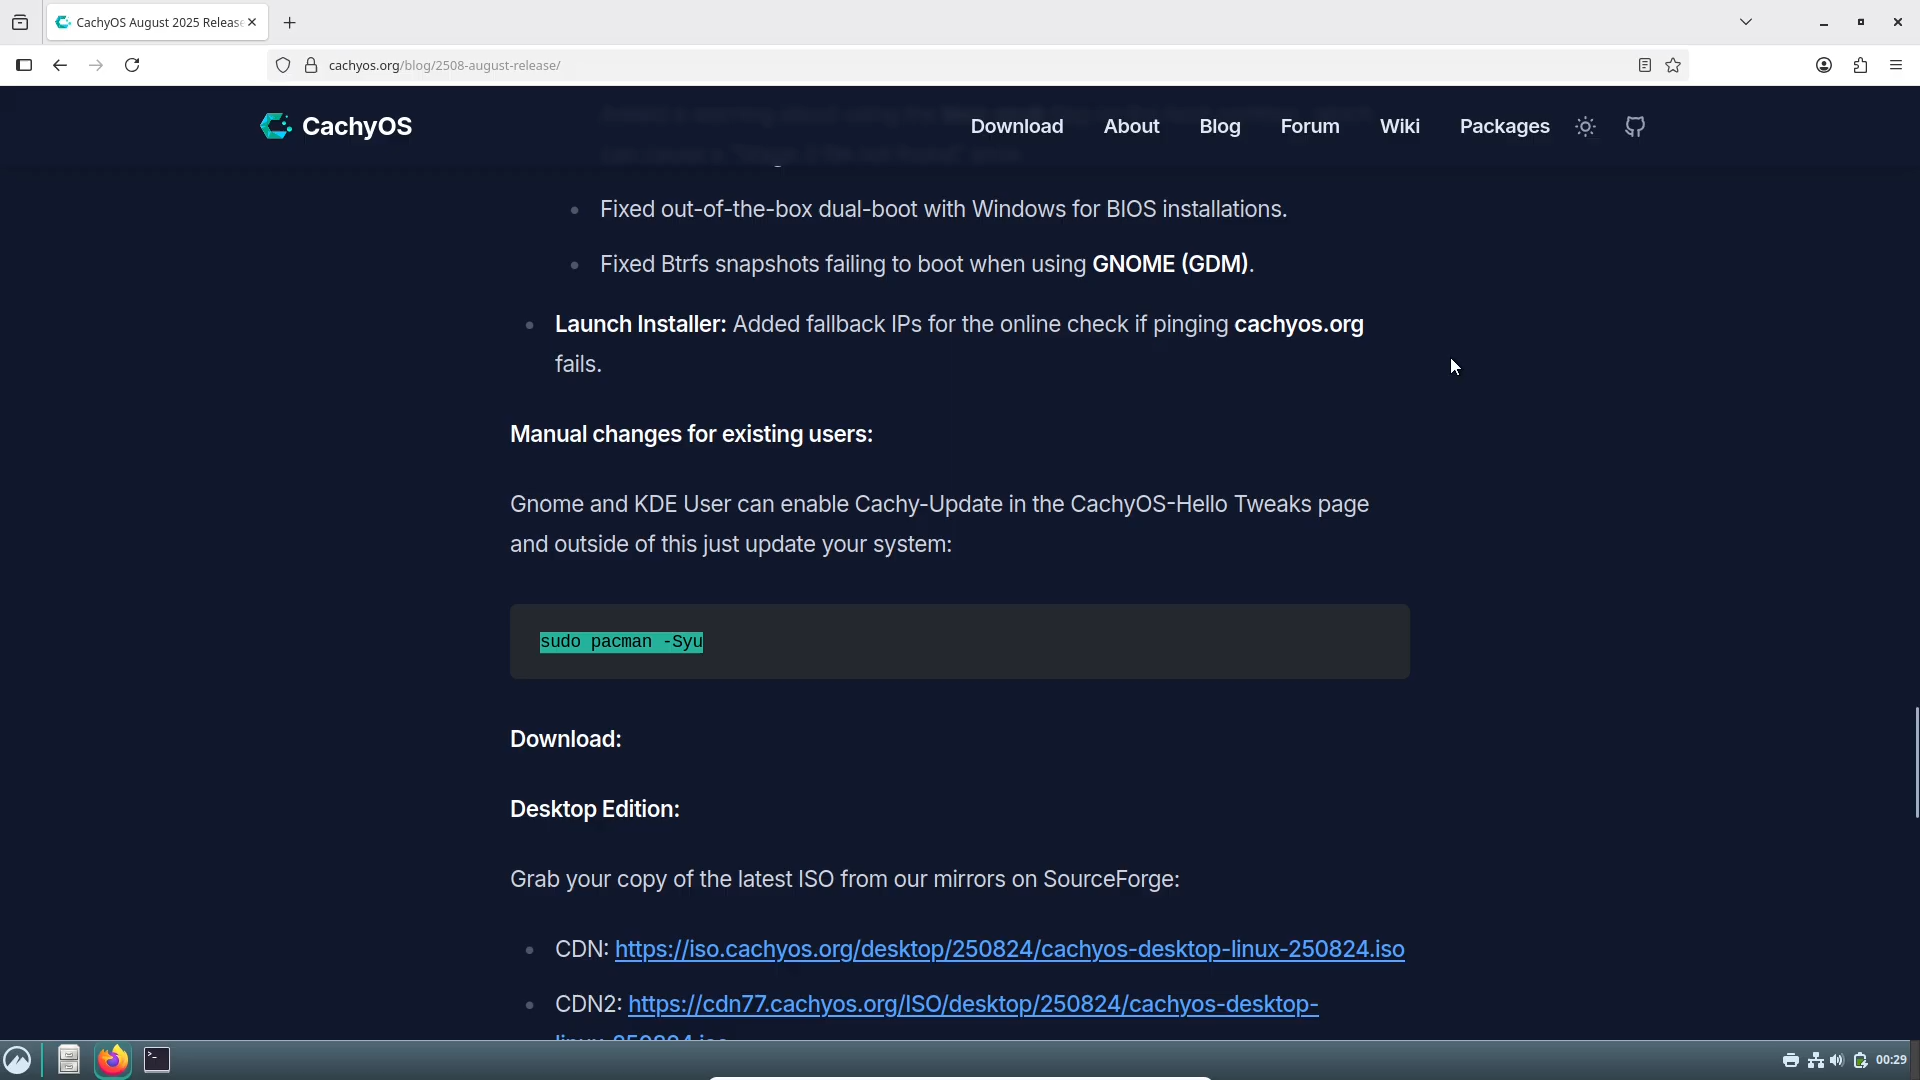 CachyOS August 2025 Release
cachyos.org/blog/2508-august-release/
CachyOS
Download
About
Blog
Forum
Wiki
Packages
Fixed out-of-the-box dual-boot with Windows for BIOS installations.
Fixed Btrfs snapshots failing to boot when using GNOME (GDM).
Launch Installer: Added fallback IPs for the online check if pinging cachyos.org
fails.
Manual changes for existing users:
Gnome and KDE User can enable Cachy-Update in the CachyOS-Hello Tweaks page
and outside of this just update your system:
sudo pacman -Syu
Download:
Desktop Edition:
Grab your copy of the latest ISO from our mirrors on SourceForge:
CDN: https://iso.cachyos.org/desktop/250824/cachyos-desktop-linux-250824.iso
CDN2: https://cdn77.cachyos.org/ISO/desktop/250824/cachyos-desktop-
linux-250824.iso
00:29